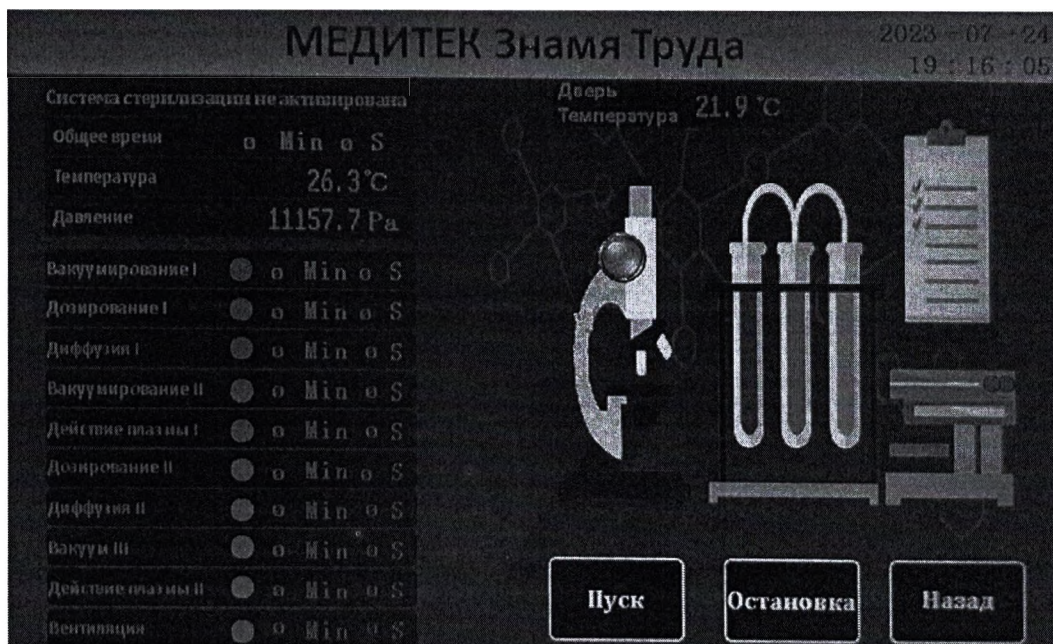 МЕДИТЕК Знамя Труда
2023 - 07 - 24
19 : 16 : 05
Система стерилизации не активирована
Общее время 0 Min 0 S
Температура 26.3℃
Давление 11157.7 Pa
Дверь
Температура 21.9 ℃
Вакуумирование I 0 Min 0 S
Дозирование I 0 Min 0 S
Диффузия I 0 Min 0 S
Вакуумирование II 0 Min 0 S
Действие плазмы I 0 Min 0 S
Дозирование II 0 Min 0 S
Диффузия II 0 Min 0 S
Вакуум III 0 Min 0 S
Действие плазмы II 0 Min 0 S
Вентиляция 0 Min 0 S
Пуск
Остановка
Назад